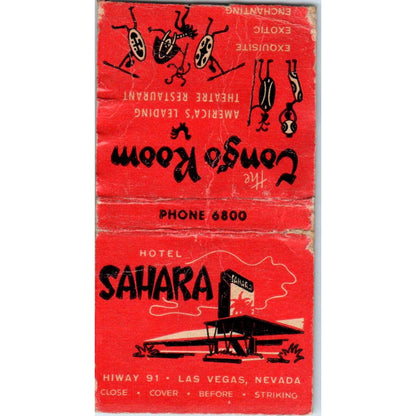 ENCHANTING
EXOTIC
EXQUISITE
AMERICA'S LEADING
THEATRE RESTAURANT
the
Congo Room
PHONE 6800
HOTEL
SAHARA
SAHARA
HIWAY 91 • LAS VEGAS, NEVADA
CLOSE • COVER • BEFORE • STRIKING